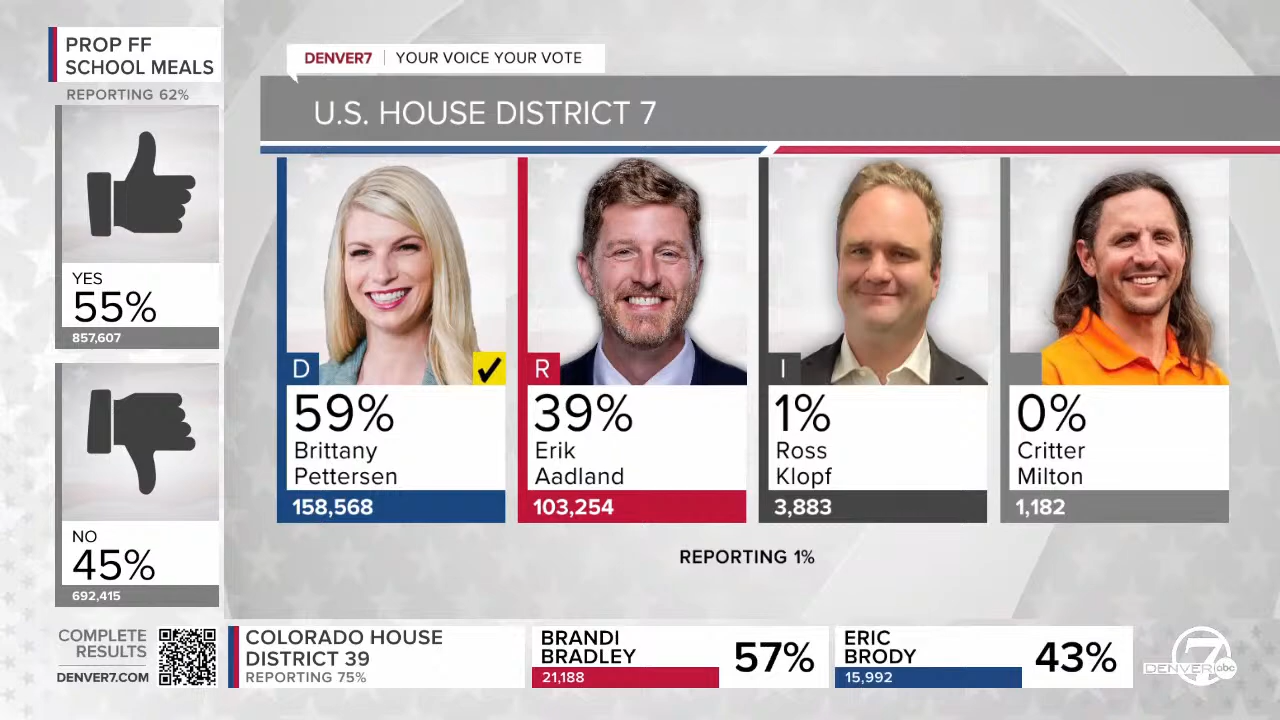 PROP FF
SCHOOL MEALS
REPORTING 62%
YES
55%
857,607
NO
45%
692,415
DENVER7 | YOUR VOICE YOUR VOTE
U.S. HOUSE DISTRICT 7
D
59%
Brittany
Pettersen
158,568
R
39%
Erik
Aadland
103,254
I
1%
Ross
Klopf
3,883
0%
Critter
Milton
1,182
REPORTING 1%
COMPLETE
RESULTS
DENVER7.COM
COLORADO HOUSE
DISTRICT 39
REPORTING 75%
BRANDI
BRADLEY
21,188
57%
ERIC
BRODY
15,992
43%
7
DENVER abc